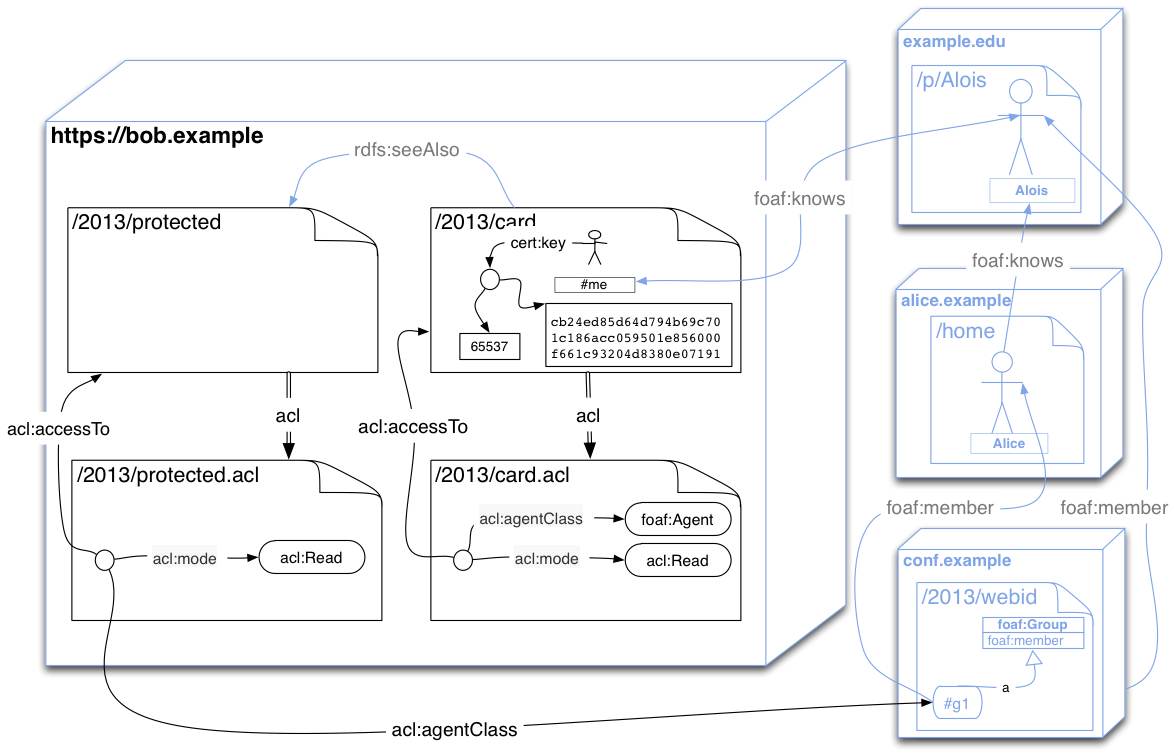 example.edu
/p/Alois
Alois
https://bob.example
rdfs:seeAlso
foaf:knows
/2013/protected
/2013/card
cert:key
#me
65537
cb24ed85d64d794b69c70
1c186acc059501e856000
f661c93204d8380e07191
foaf:knows
alice.example
/home
Alice
acl:accessTo
acl
acl:accessTo
acl
/2013/protected.acl
acl:mode
acl:Read
/2013/card.acl
acl:agentClass
foaf:Agent
acl:mode
acl:Read
foaf:member
foaf:member
conf.example
/2013/webid
foaf:Group
foaf:member
a
#g1
acl:agentClass